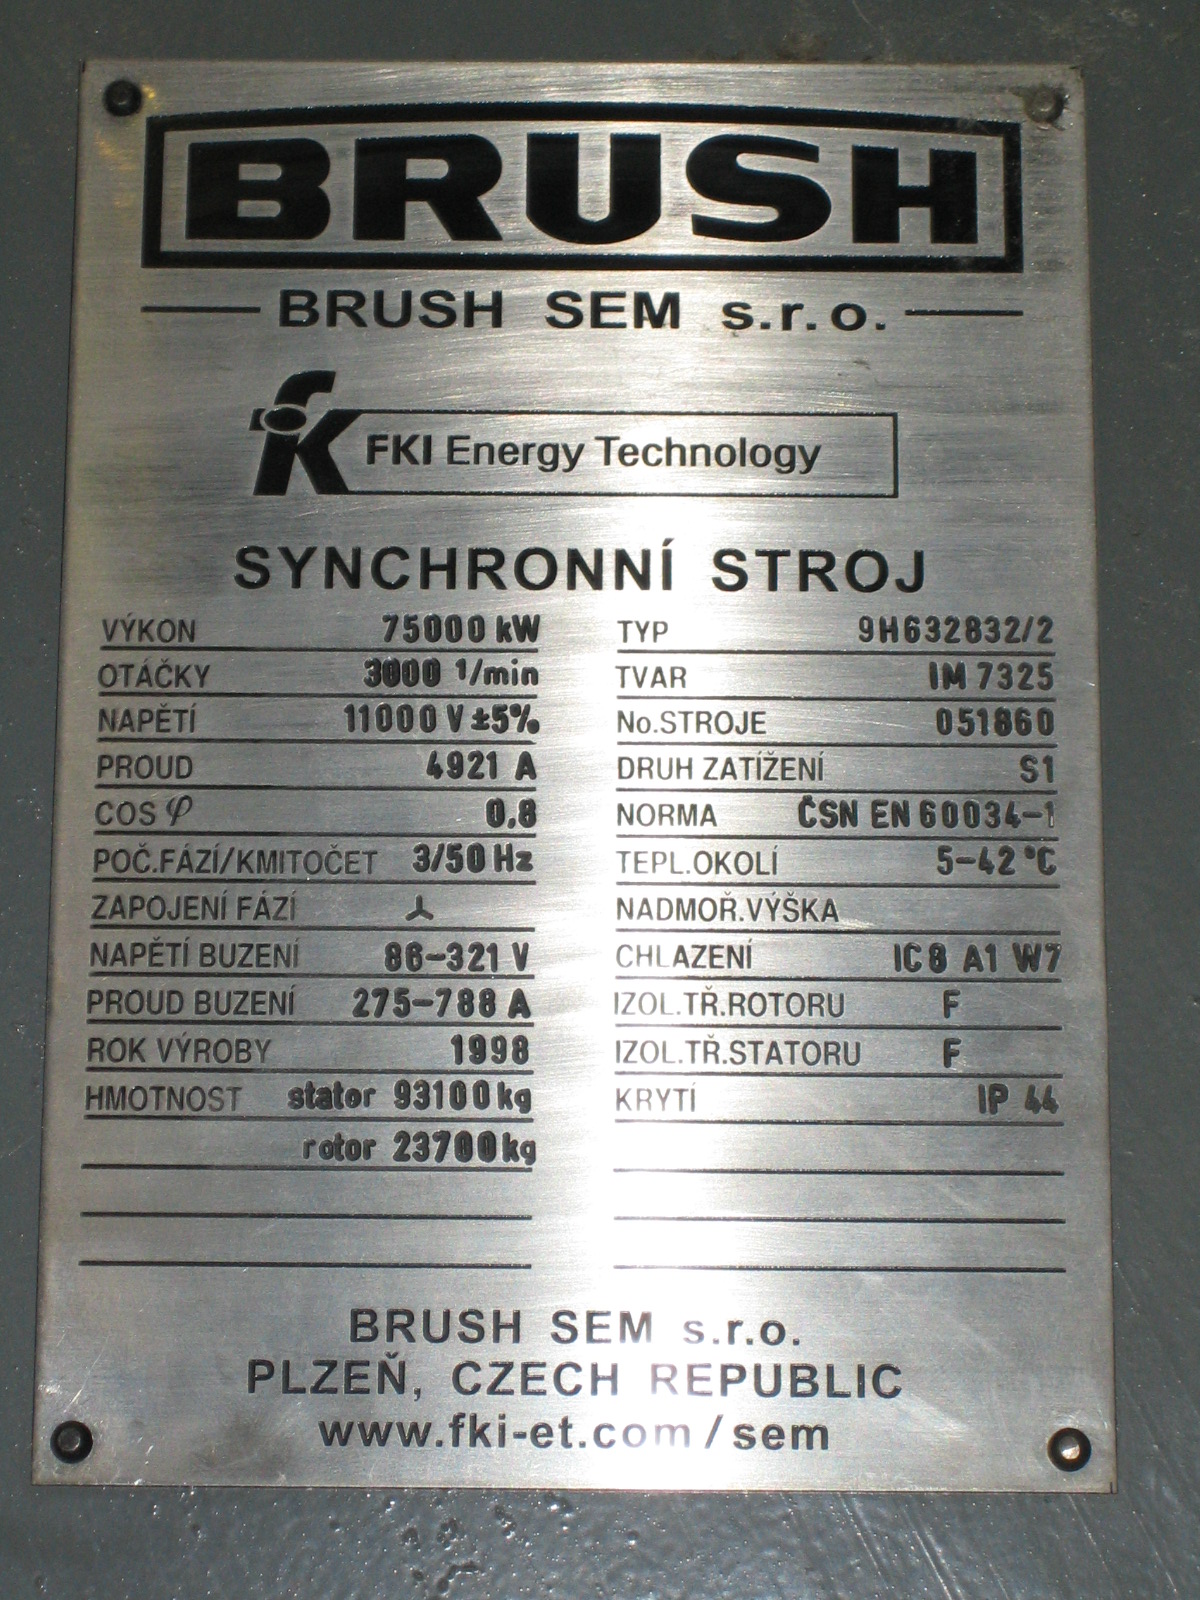 BRUSH
BRUSH SEM s.r.o.
fk FKI Energy Technology
SYNCHRONNÍ STROJ
VÝKON 75000 kW
OTÁČKY 3000 1/min
NAPĚTÍ 11000 V ±5%
PROUD 4921 A
COS φ 0,8
POČ.FÁZÍ/KMITOČET 3/50 Hz
ZAPOJENÍ FÁZÍ
NAPĚTÍ BUZENÍ 86-321 V
PROUD BUZENÍ 275-788 A
ROK VÝROBY 1998
HMOTNOST stator 93100 kg
rotor 23700 kg
TYP 9H632832/2
TVAR IM 7325
No.STROJE 051860
DRUH ZATÍŽENÍ S1
NORMA ČSN EN 60034-1
TEPL.OKOLÍ 5-42 °C
NADMOŘ.VÝŠKA
CHLAZENÍ IC 8 A1 W7
IZOL.TŘ.ROTORU F
IZOL.TŘ.STATORU F
KRYTÍ IP 44
BRUSH SEM s.r.o.
PLZEŇ, CZECH REPUBLIC
www.fki-et.com/sem